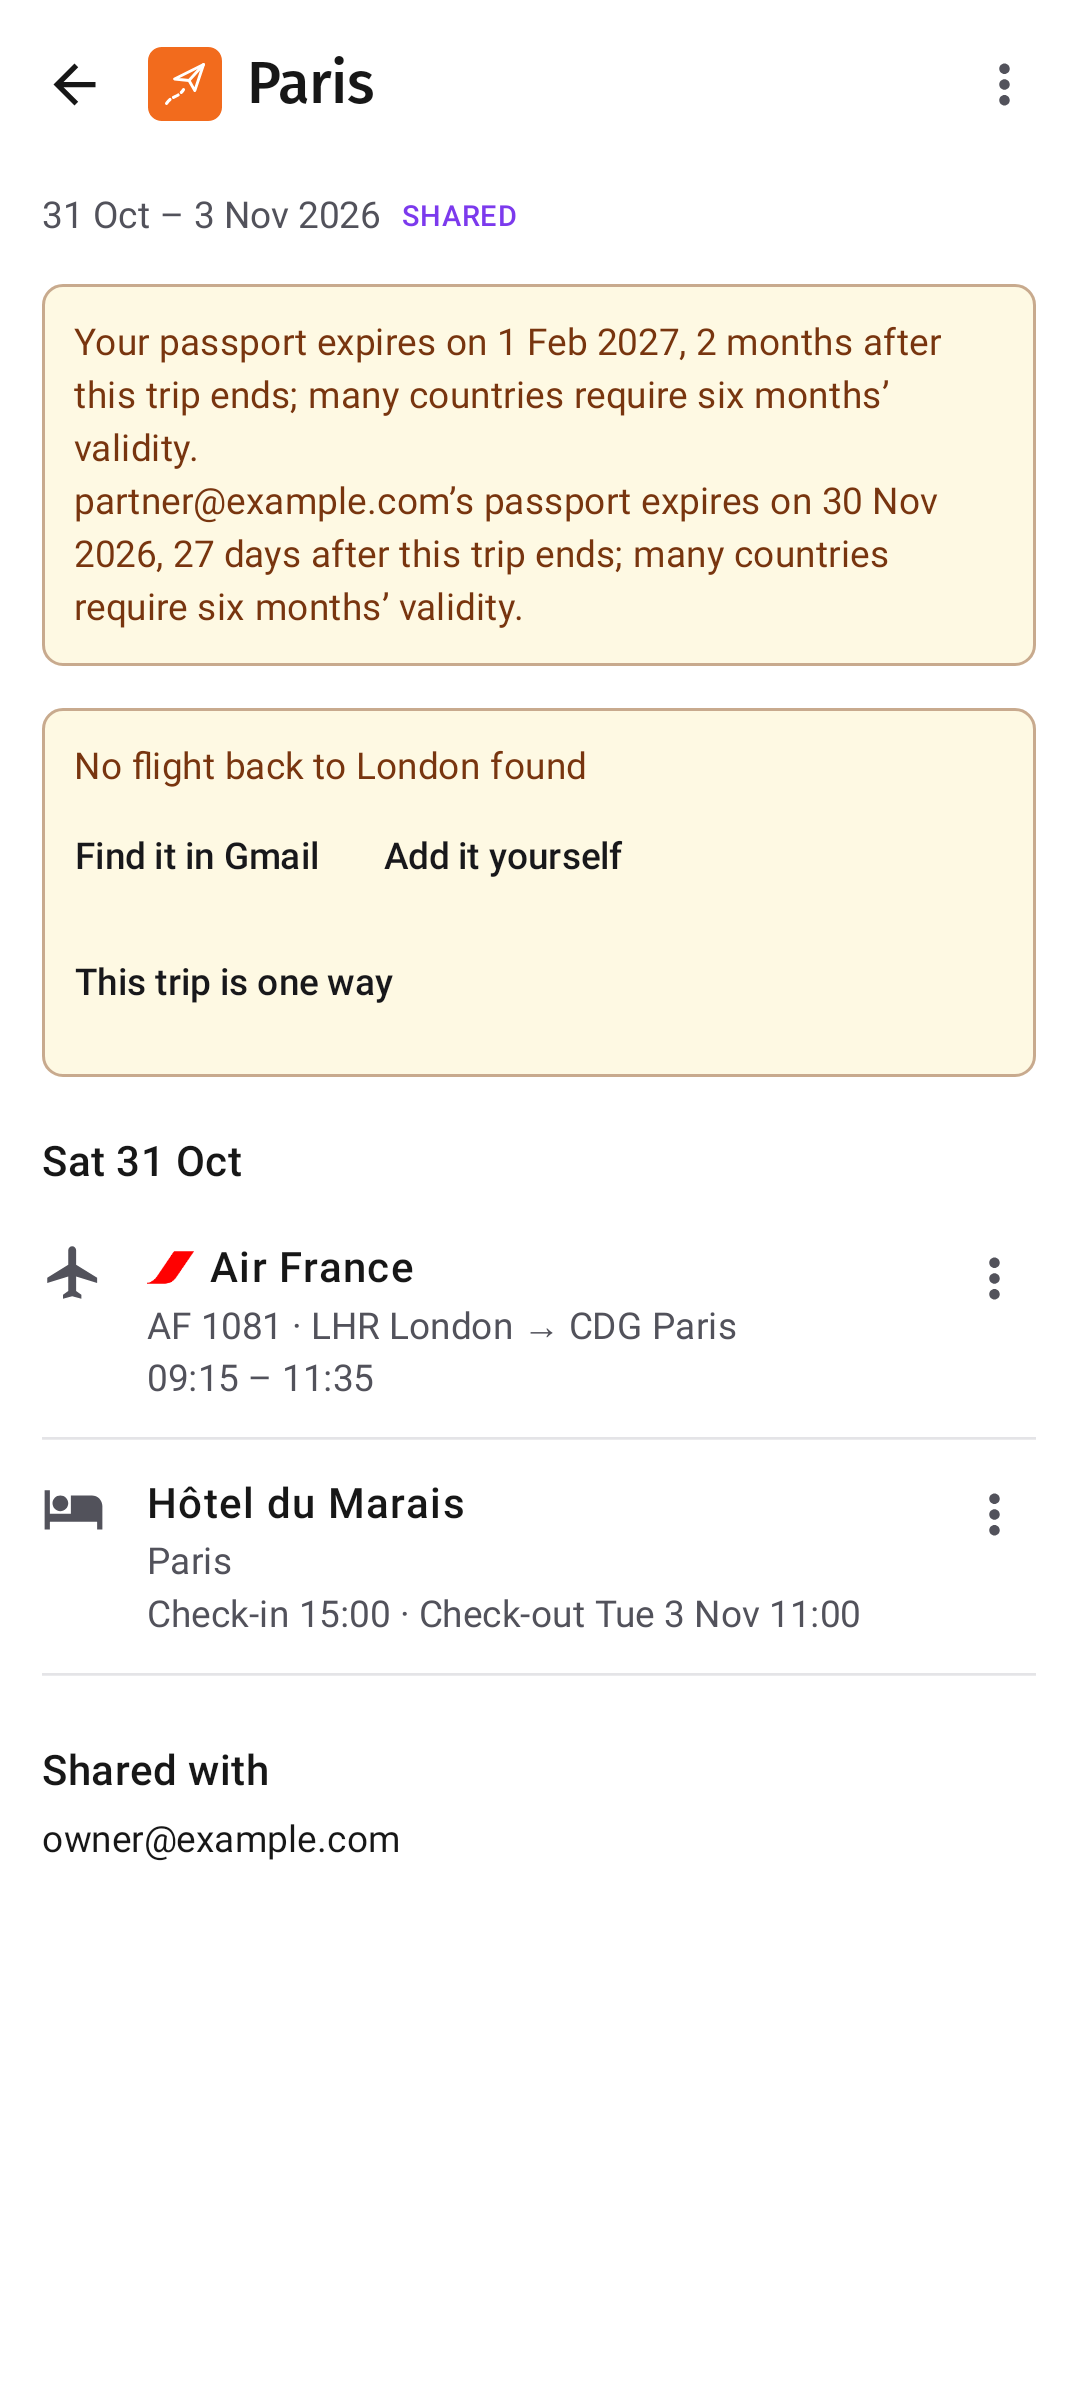 Paris
31 Oct – 3 Nov 2026 SHARED
Your passport expires on 1 Feb 2027, 2 months after
this trip ends; many countries require six months’
validity.
partner@example.com’s passport expires on 30 Nov
2026, 27 days after this trip ends; many countries
require six months’ validity.
No flight back to London found
Find it in Gmail Add it yourself
This trip is one way
Sat 31 Oct
Air France
AF 1081 · LHR London → CDG Paris
09:15 – 11:35
Hôtel du Marais
Paris
Check-in 15:00 · Check-out Tue 3 Nov 11:00
Shared with
owner@example.com